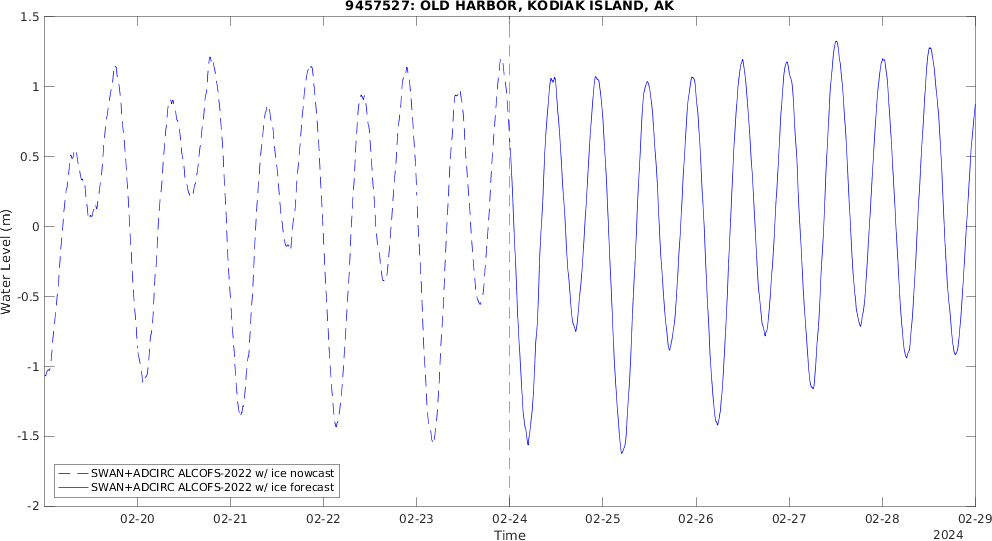 9457527: OLD HARBOR, KODIAK ISLAND, AK
1.5
1
0.5
0
-0.5
-1
-1.5
-2
Water Level (m)
SWAN+ADCIRC ALCOFS-2022 w/ ice nowcast
SWAN+ADCIRC ALCOFS-2022 w/ ice forecast
02-20 02-21 02-22 02-23 02-24 02-25 02-26 02-27 02-28 02-29
Time
2024